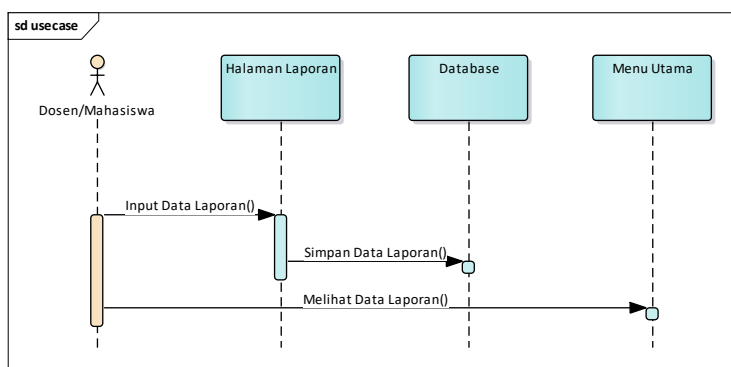 sd usecase
Dosen/Mahasiswa
Halaman Laporan
Database
Menu Utama
Input Data Laporan()
Simpan Data Laporan()
Melihat Data Laporan()